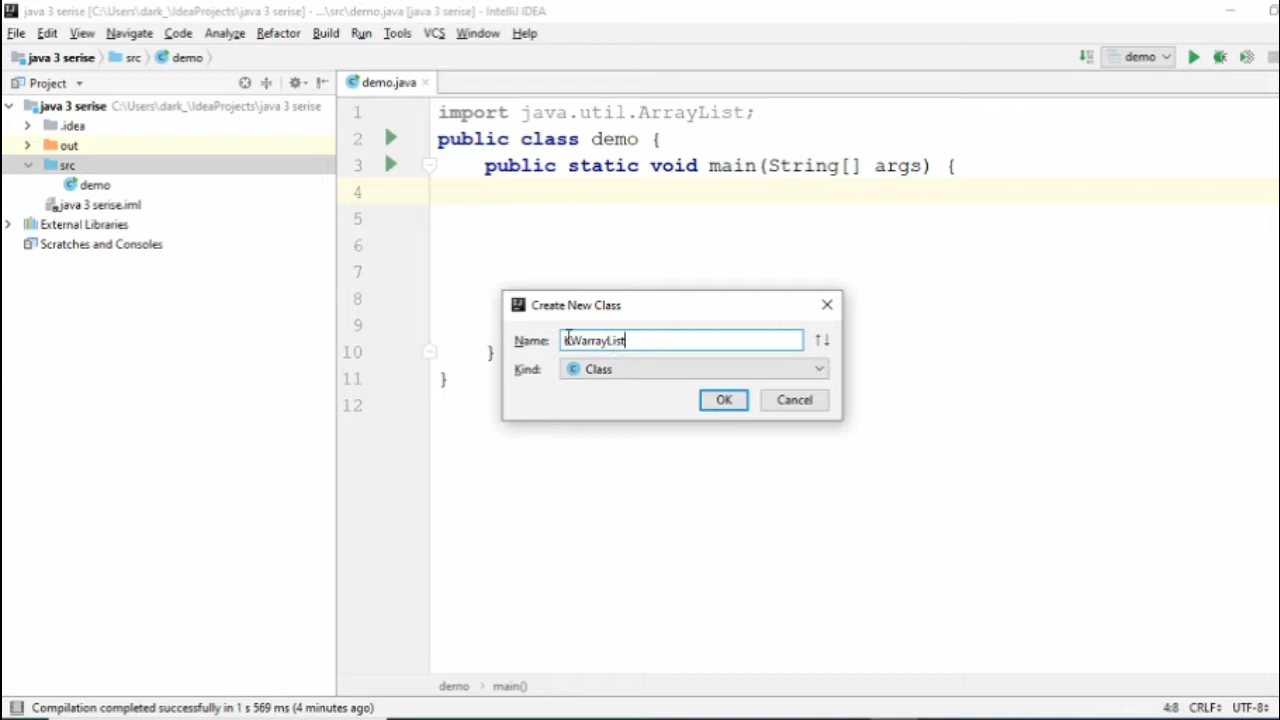 java 3 serise [C:\Users\dark_\IdeaProjects\java 3 serise] - ...\src\demo.java [java 3 serise] - IntelliJ IDEA
File Edit View Navigate Code Analyze Refactor Build Run Tools VCS Window Help
java 3 serise src demo
demo
Project
demo.java
java 3 serise C:\Users\dark_\IdeaProjects\java 3 serise
.idea
out
src
demo
java 3 serise.iml
External Libraries
Scratches and Consoles
1 import java.util.ArrayList;
2 public class demo {
3 public static void main(String[] args) {
4
5
6
7
8
9
10 }
11 }
12
Create New Class
Name: KWarrayList
Kind: Class
OK Cancel
demo > main()
Compilation completed successfully in 1 s 569 ms (4 minutes ago)
4:8 CRLF UTF-8